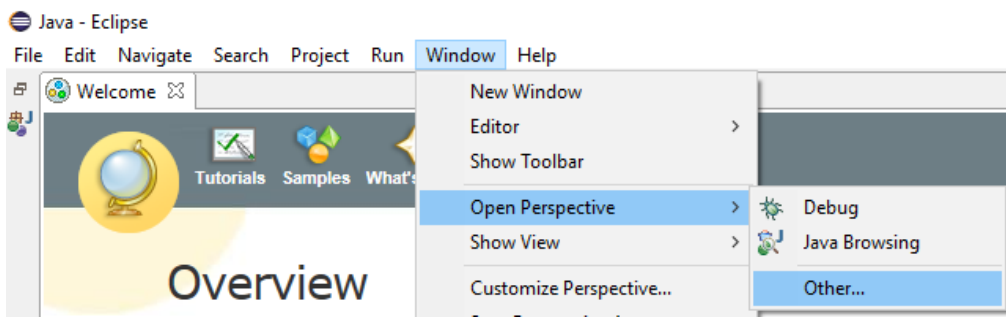 Java - Eclipse
File Edit Navigate Search Project Run Window Help
Welcome
New Window
Editor
Show Toolbar
Tutorials Samples What's
Open Perspective
Debug
Show View
Java Browsing
Overview
Customize Perspective...
Other...